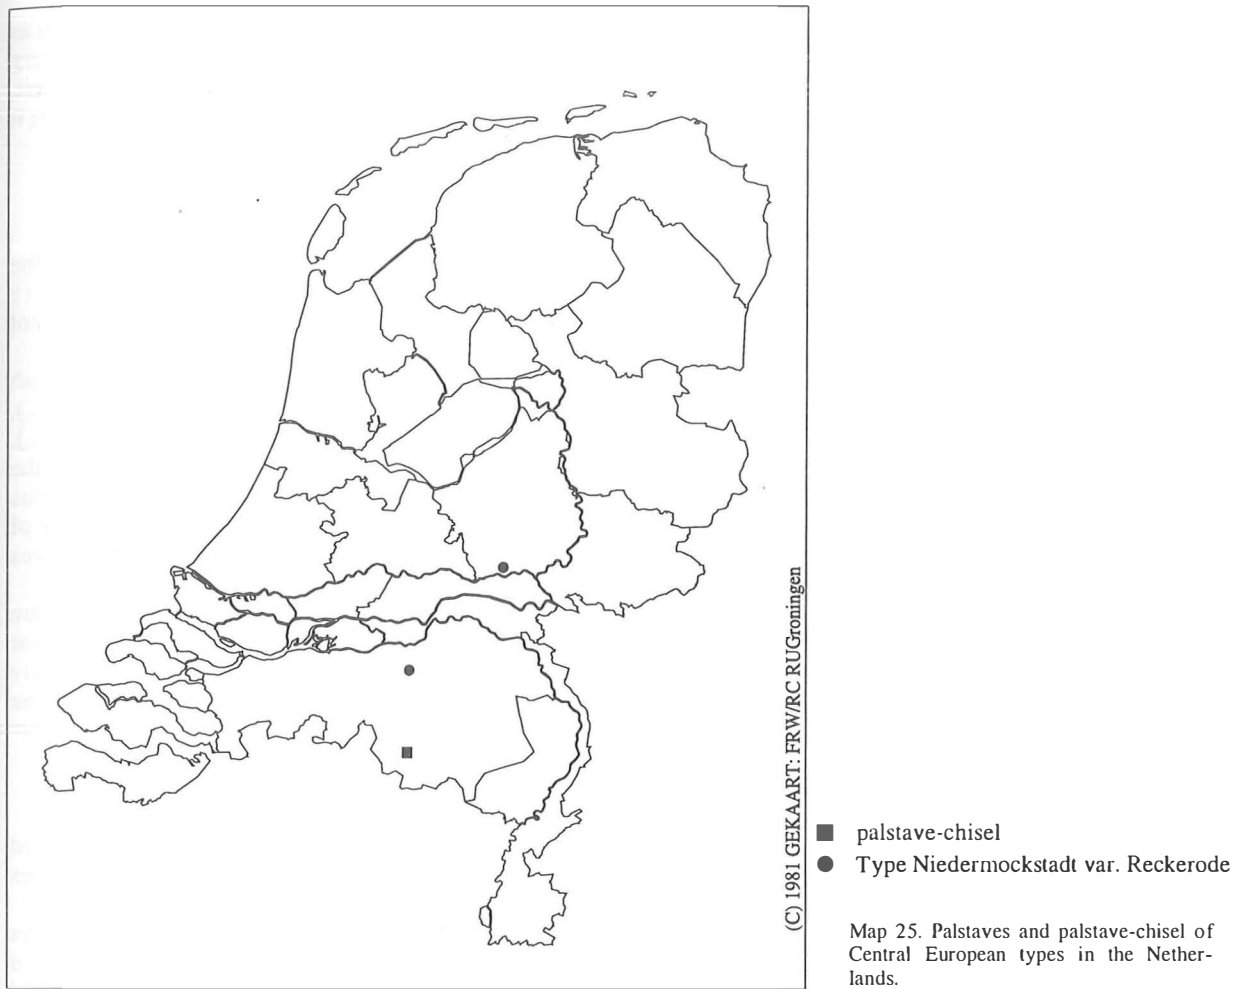 (C) 1981 GEKAART: FRW/RC RUGroningen
palstave-chisel
Type Niedermockstadt var. Reckerode
Map 25. Palstaves and palstave-chisel of
Central European types in the Nether-
lands.